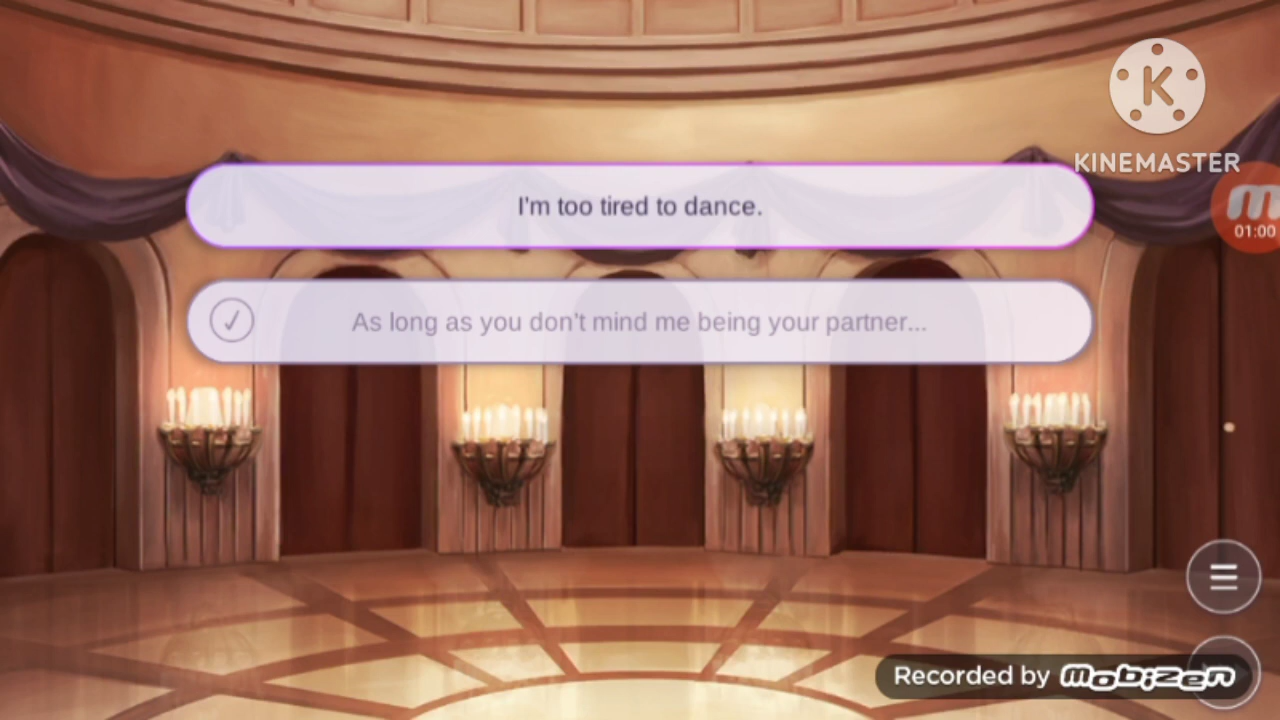 KINEMASTER
I'm too tired to dance.
01:00
As long as you don't mind me being your partner...
Recorded by mobizen